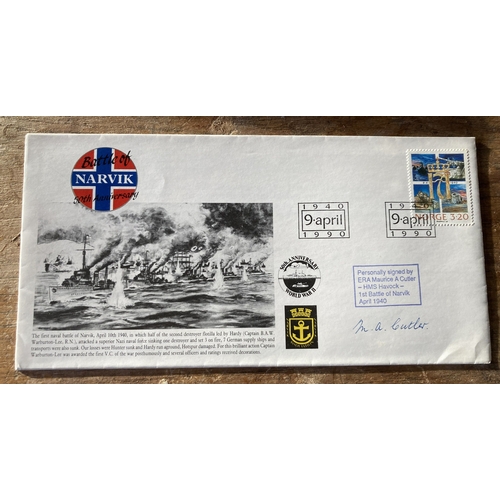 Battle of
NARVIK
50th Anniversary
1940
9·april
1990
1940
9·april
1990
NORGE 3·20
50th ANNIVERSARY
WORLD WAR II
Personally signed by
ERA Maurice A Cutler
– HMS Havock –
1st Battle of Narvik
April 1940
M. A. Cutler.
The first naval battle of Narvik, April 10th 1940, in which half of the second destroyer flotilla led by Hardy (Captain B.A.W.
Warburton-Lee, R.N.), attacked a superior Nazi naval force sinking one destroyer and set 3 on fire, 7 German supply ships and
transports were also sunk. Our losses were Hunter sunk and Hardy run aground, Hotspur damaged. For this brilliant action Captain
Warburton-Lee was awarded the first V.C. of the war posthumously and several officers and ratings received decorations.